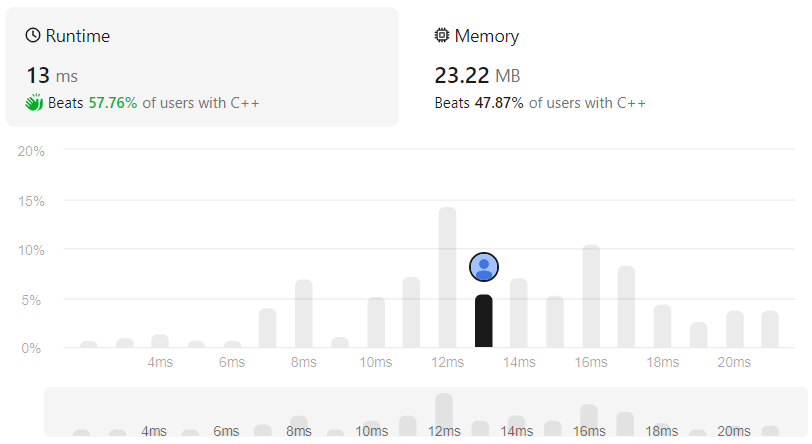 Runtime
13 ms
Beats 57.76% of users with C++
Memory
23.22 MB
Beats 47.87% of users with C++
20%
15%
10%
5%
0%
4ms 6ms 8ms 10ms 12ms 14ms 16ms 18ms 20ms
4ms 6ms 8ms 10ms 12ms 14ms 16ms 18ms 20ms